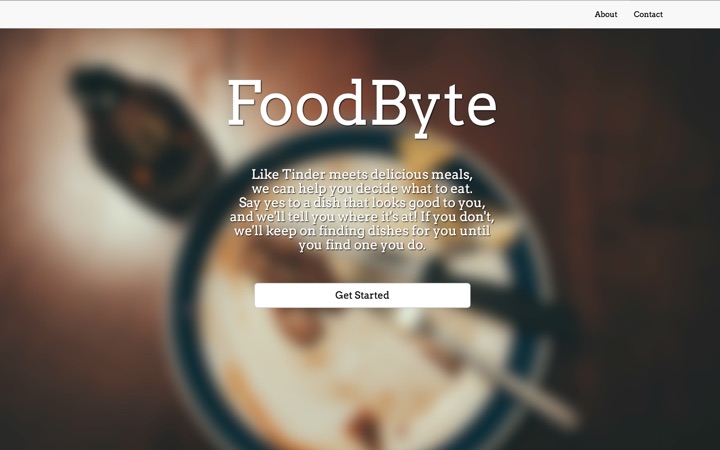 About Contact
FoodByte
Like Tinder meets delicious meals,
we can help you decide what to eat.
Say yes to a dish that looks good to you,
and we'll tell you where it's at! If you don't,
we'll keep on finding dishes for you until
you find one you do.
Get Started